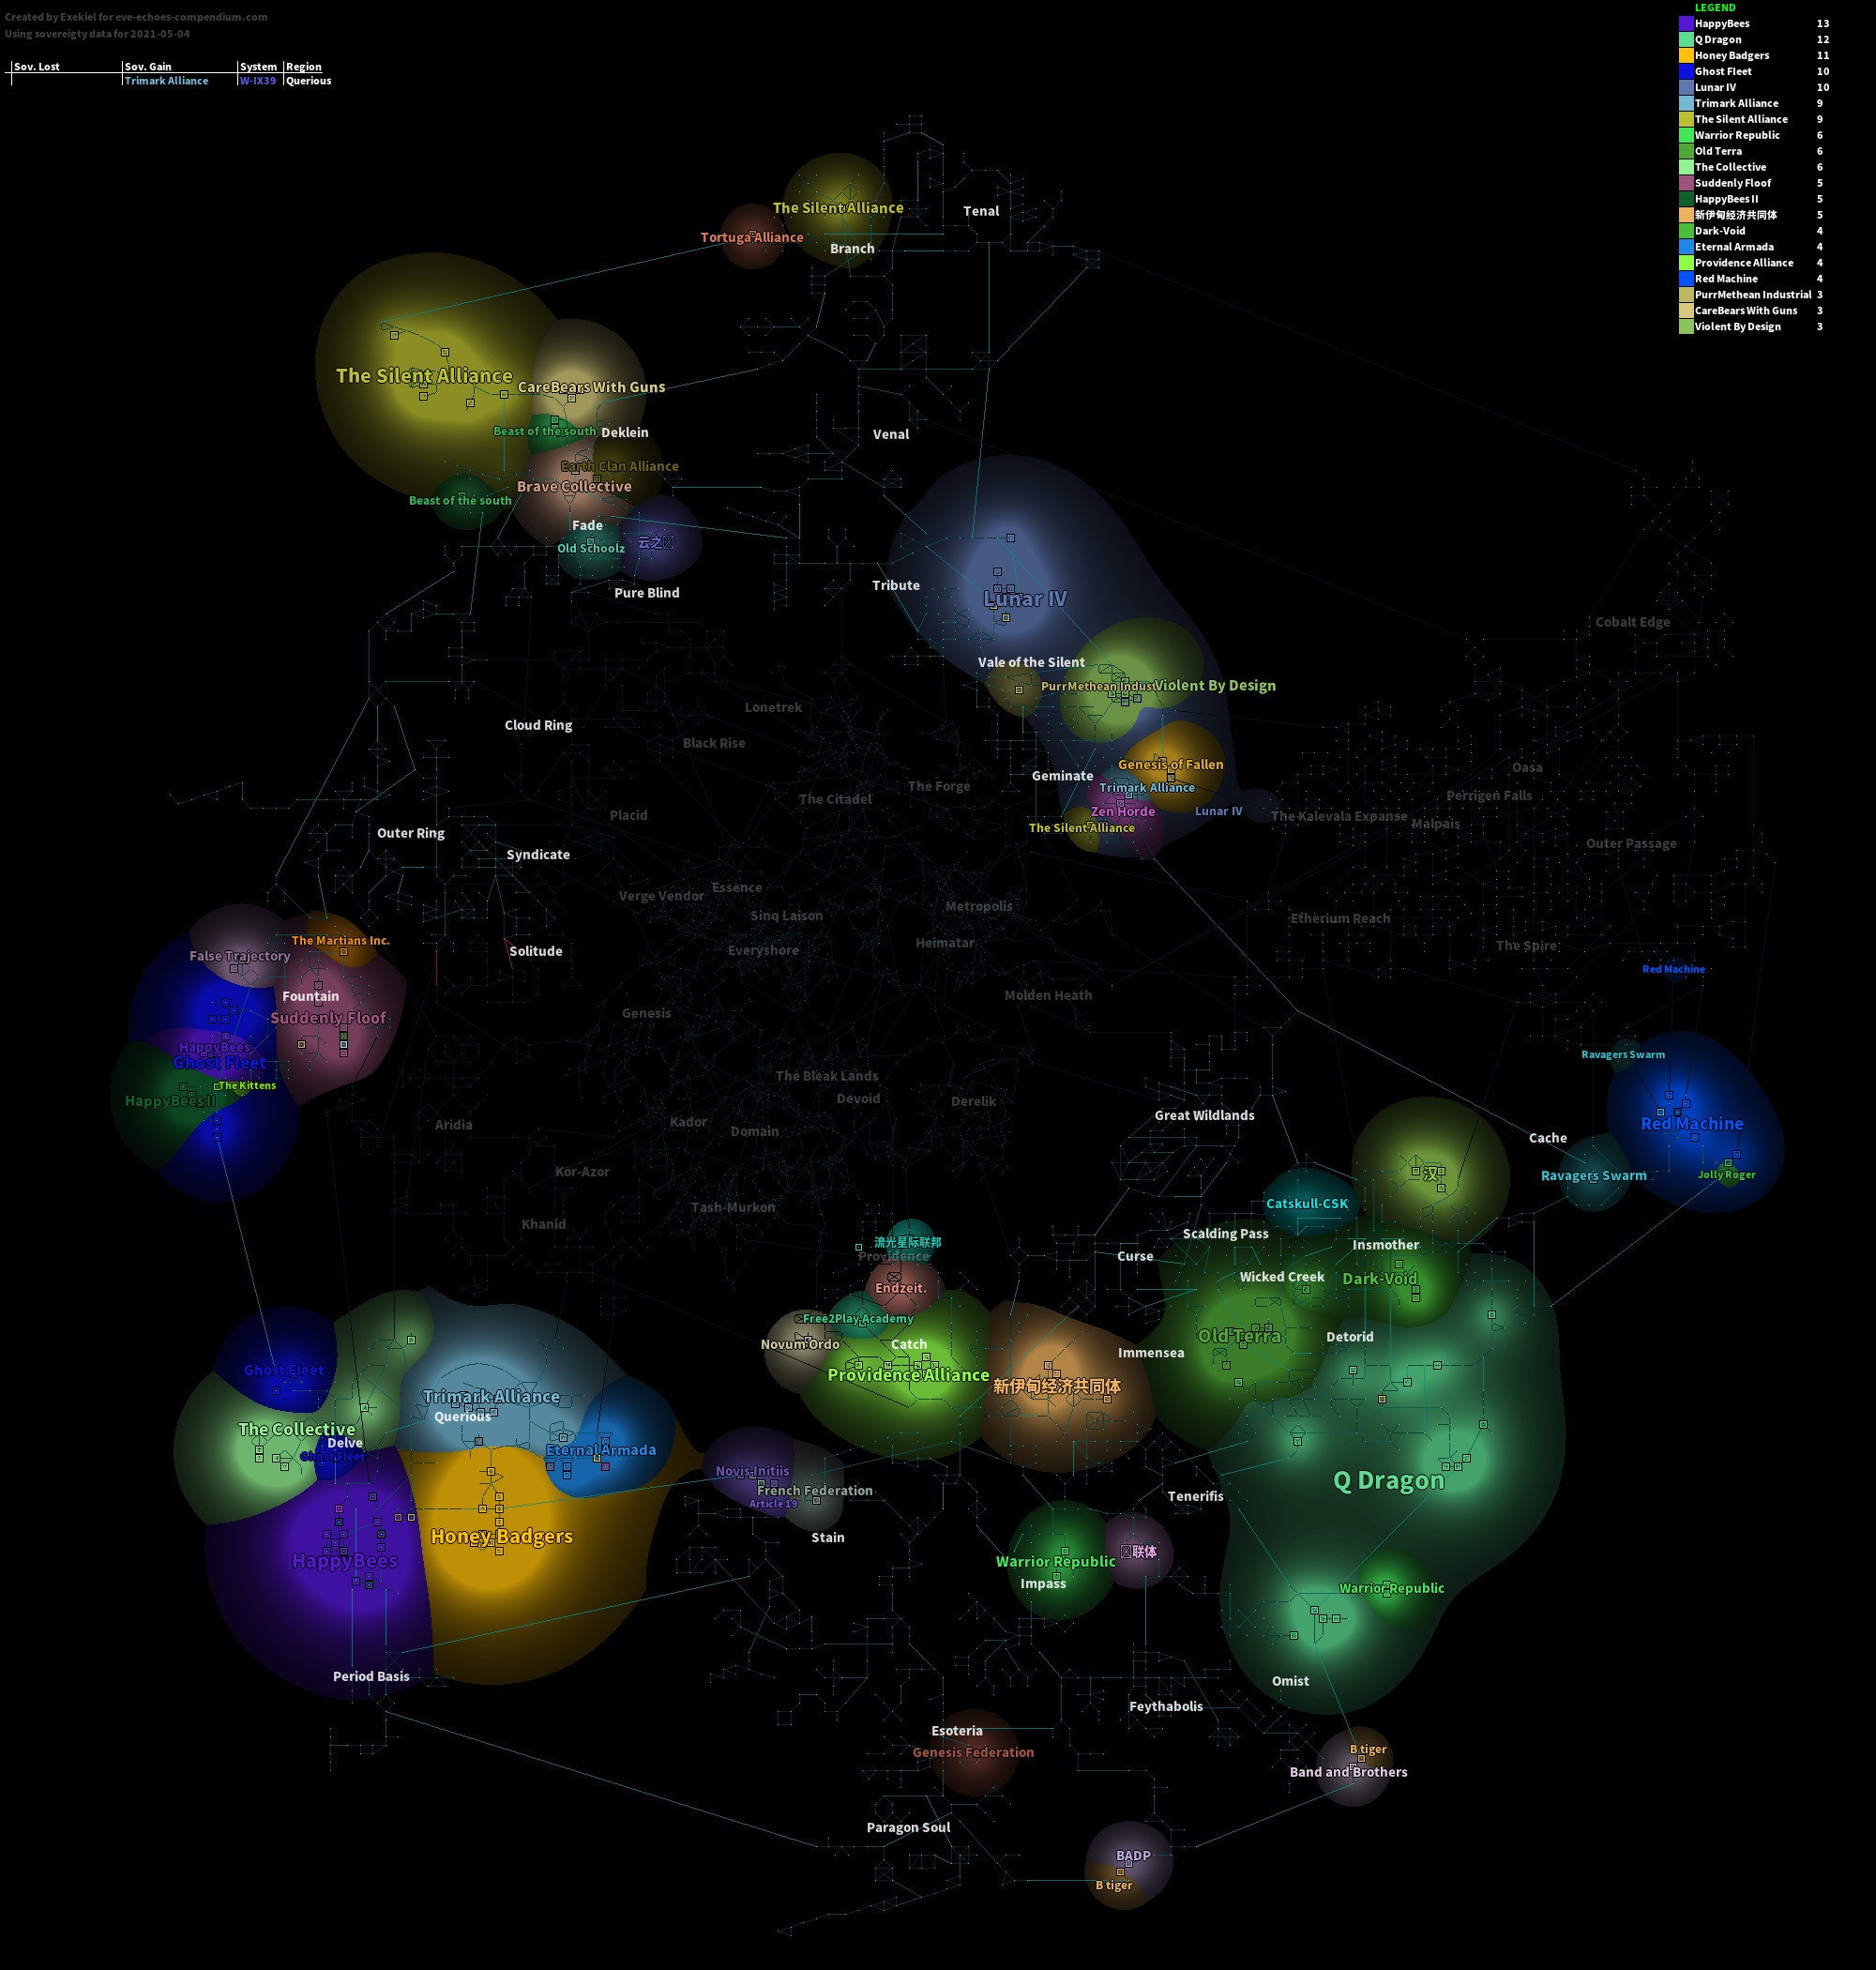 Created by Exekiel for eve-echoes-compendium.com
Using sovereigty data for 2021-05-04
Sov. Lost Sov. Gain System Region
Trimark Alliance W-IX39 Querious
LEGEND
HappyBees 13
Q Dragon 12
Honey Badgers 11
Ghost Fleet 10
Lunar IV 10
Trimark Alliance 9
The Silent Alliance 9
Warrior Republic 6
Old Terra 6
The Collective 6
Suddenly Floof 5
HappyBees II 5
新伊甸经济共同体 5
Dark-Void 4
Eternal Armada 4
Providence Alliance 4
Red Machine 4
PurrMethean Industrial 3
CareBears With Guns 3
Violent By Design 3
The Silent Alliance
Tenal
Tortuga Alliance
Branch
The Silent Alliance
CareBears With Guns
Beast of the south
Deklein
Venal
Earth Clan Alliance
Brave Collective
Beast of the south
Fade
Old Schoolz
云之
Pure Blind
Tribute
Lunar IV
Cobalt Edge
Vale of the Silent
PurrMethean Indust
Violent By Design
Lonetrek
Cloud Ring
Black Rise
Genesis of Fallen
Oasa
Geminate
The Forge
Trimark Alliance
Perrigen Falls
The Citadel
Zen Horde
Lunar IV
Placid
The Kalevala Expanse
Malpais
The Silent Alliance
Outer Ring
Outer Passage
Syndicate
Essence
Verge Vendor
Metropolis
Sinq Laison
Etherium Reach
The Martians Inc.
Heimatar
The Spire
Solitude
Everyshore
False Trajectory
Red Machine
Fountain
Molden Heath
Suddenly Floof
Genesis
HappyBees
Ravagers Swarm
Ghost Fleet
The Bleak Lands
The Kittens
HappyBees II
Devoid
Derelik
Great Wildlands
Red Machine
Aridia
Kador
Domain
Cache
Kor-Azor
汉
Ravagers Swarm
Jolly Roger
Catskull-CSK
Tash-Murkon
Khanid
Scalding Pass
流光星际联邦
Providence
Curse
Insmother
Wicked Creek
Dark-Void
Endzeit.
Free2Play Academy
Old Terra
Detorid
Novum Ordo
Catch
Immensea
Ghost Fleet
Providence Alliance
新伊甸经济共同体
Trimark Alliance
Querious
The Collective
Delve
Eternal Armada
Ghost Fleet
Novis Initiis
Q Dragon
French Federation
Tenerifis
Article 19
Honey Badgers
Stain
联体
HappyBees
Warrior Republic
Impass
Warrior Republic
Period Basis
Omist
Feythabolis
Esoteria
Genesis Federation
B tiger
Band and Brothers
Paragon Soul
BADP
B tiger